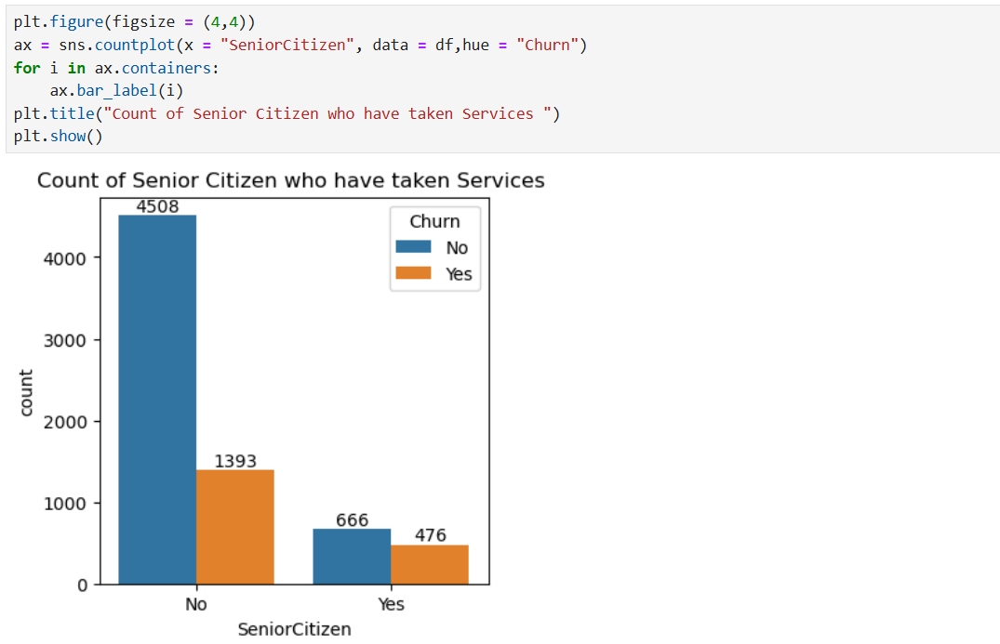 plt.figure(figsize = (4,4))
ax = sns.countplot(x = "SeniorCitizen", data = df,hue = "Churn")
for i in ax.containers:
    ax.bar_label(i)
plt.title("Count of Senior Citizen who have taken Services ")
plt.show()
Count of Senior Citizen who have taken Services
4508
Churn
No
Yes
4000
3000
count
2000
1393
1000
666
476
0
No
Yes
SeniorCitizen